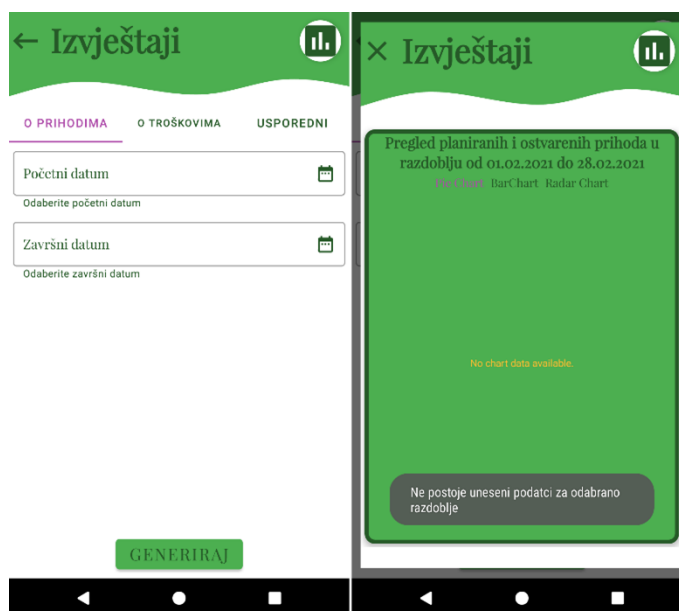 Izvještaji
O PRIHODIMA O TROŠKOVIMA USPOREDNI
Početni datum
Odaberite početni datum
Završni datum
Odaberite završni datum
GENERIRAJ
Izvještaji
Pregled planiranih i ostvarenih prihoda u
razdoblju od 01.02.2021 do 28.02.2021
Pie Chart BarChart Radar Chart
No chart data available.
Ne postoje uneseni podatci za odabrano
razdoblje